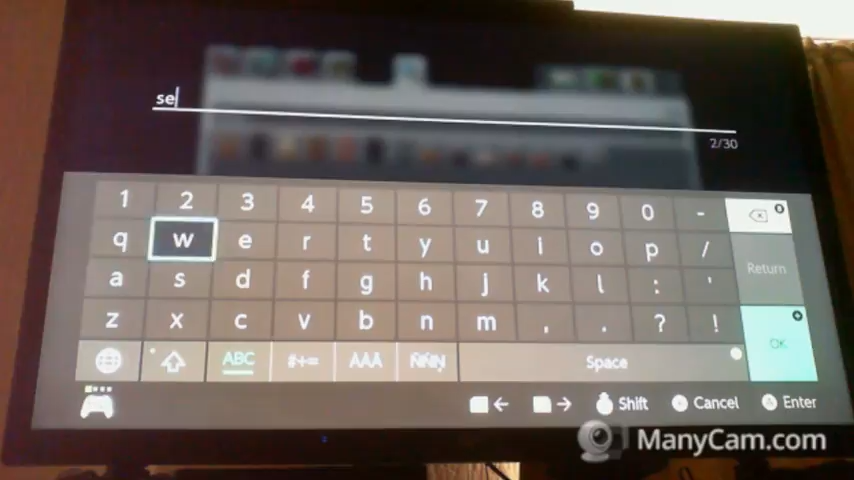 se
2/30
1 2 3 4 5 6 7 8 9 0 -
q w e r t y u i o p /
Return
a s d f g h j k l : '
z x c v b n m , . ? !
OK
ABC #+= Space
Shift Cancel Enter
ManyCam.com